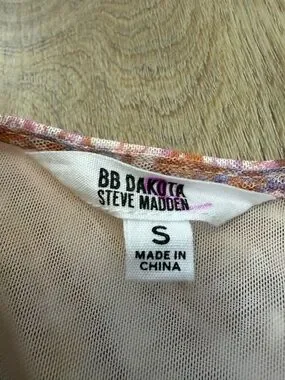 BB DAKOTA
STEVE MADDEN
S
MADE IN
CHINA